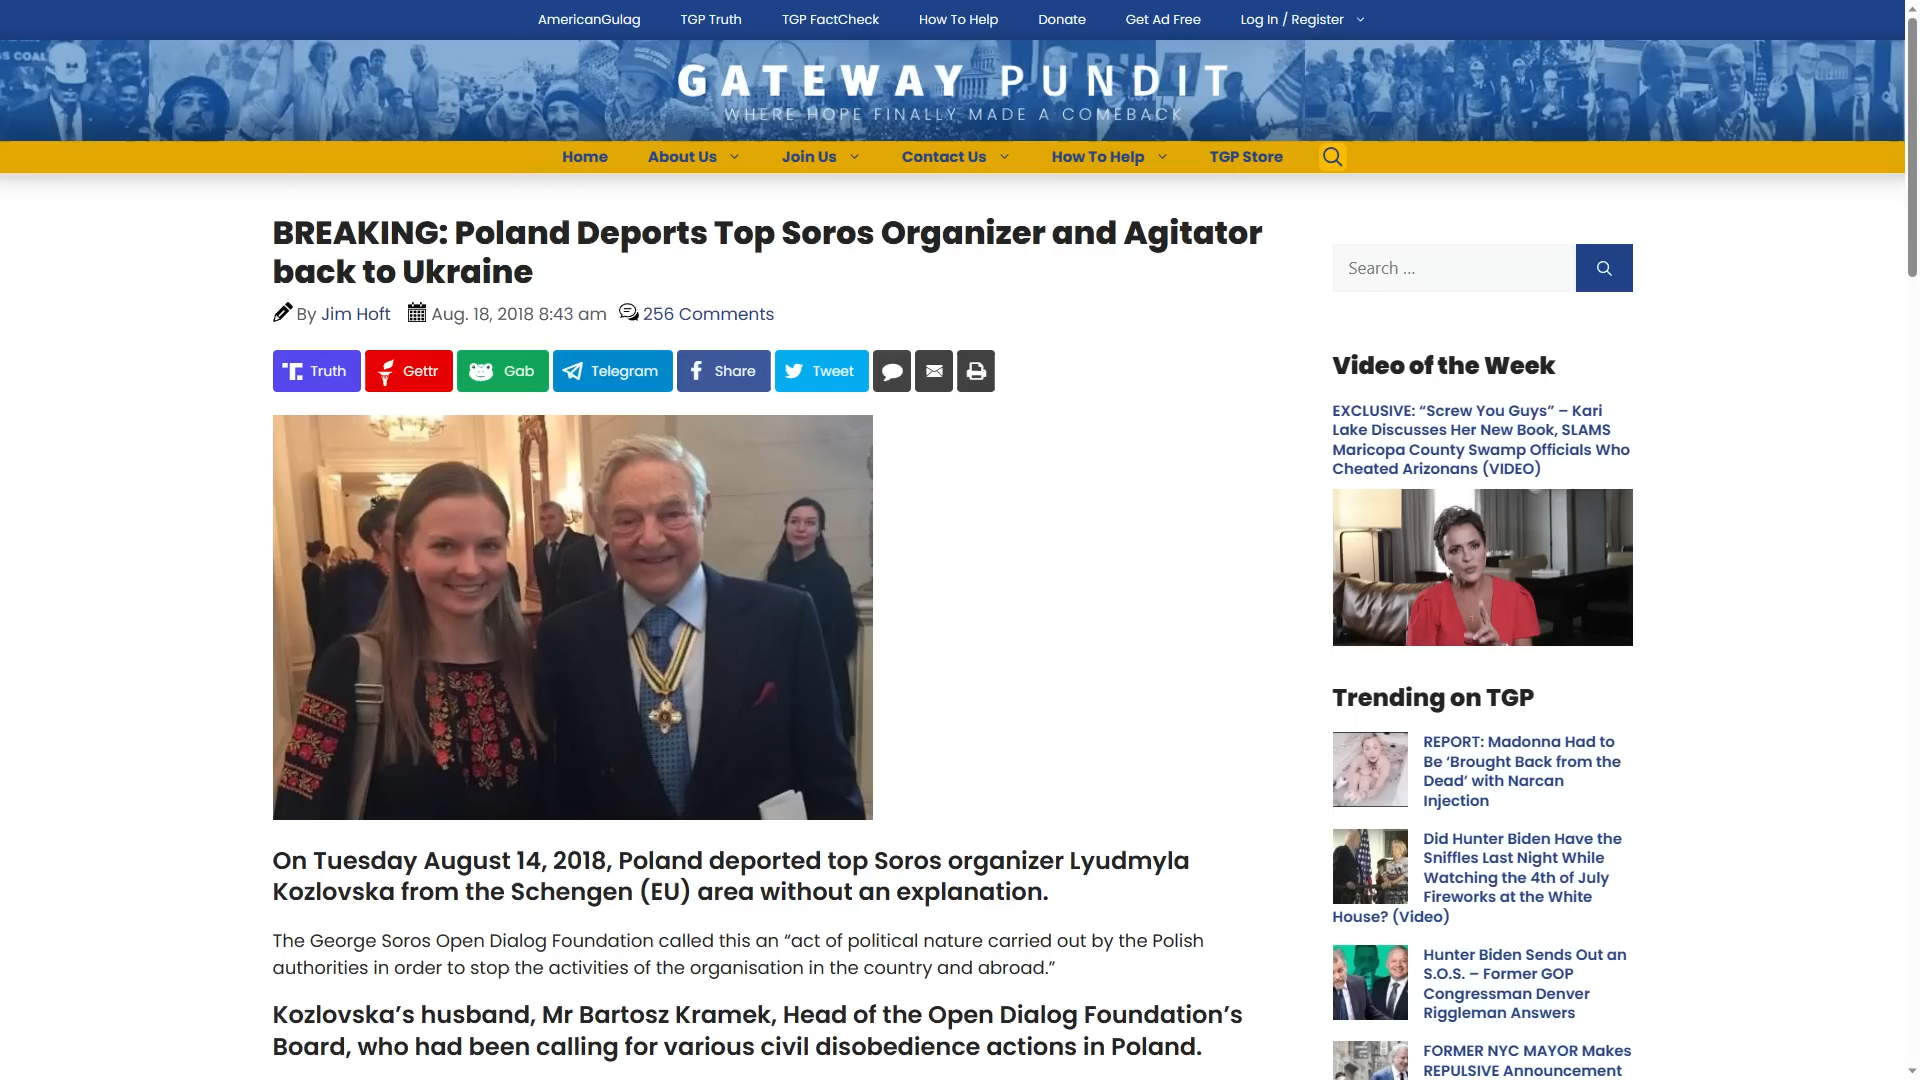 AmericanGulag
TGP Truth
TGP FactCheck
How To Help
Donate
Get Ad Free
Log In / Register
S COAL
GATEWAY PUNDIT
WHERE HOPE FINALLY MADE A COMEBACK
Home
About Us
Join Us
Contact Us
How To Help
TGP Store
BREAKING: Poland Deports Top Soros Organizer and Agitator
back to Ukraine
By Jim Hoft Aug. 18, 2018 8:43 am 256 Comments
Truth
Gettr
Gab
Telegram
Share
Tweet
On Tuesday August 14, 2018, Poland deported top Soros organizer Lyudmyla
Kozlovska from the Schengen (EU) area without an explanation.
The George Soros Open Dialog Foundation called this an “act of political nature carried out by the Polish
authorities in order to stop the activities of the organisation in the country and abroad.”
Kozlovska’s husband, Mr Bartosz Kramek, Head of the Open Dialog Foundation’s
Board, who had been calling for various civil disobedience actions in Poland.
Search …
Video of the Week
EXCLUSIVE: “Screw You Guys” – Kari
Lake Discusses Her New Book, SLAMS
Maricopa County Swamp Officials Who
Cheated Arizonans (VIDEO)
Trending on TGP
REPORT: Madonna Had to
Be ‘Brought Back from the
Dead’ with Narcan
Injection
Did Hunter Biden Have the
Sniffles Last Night While
Watching the 4th of July
Fireworks at the White
House? (Video)
Hunter Biden Sends Out an
S.O.S. – Former GOP
Congressman Denver
Riggleman Answers
FORMER NYC MAYOR Makes
REPULSIVE Announcement